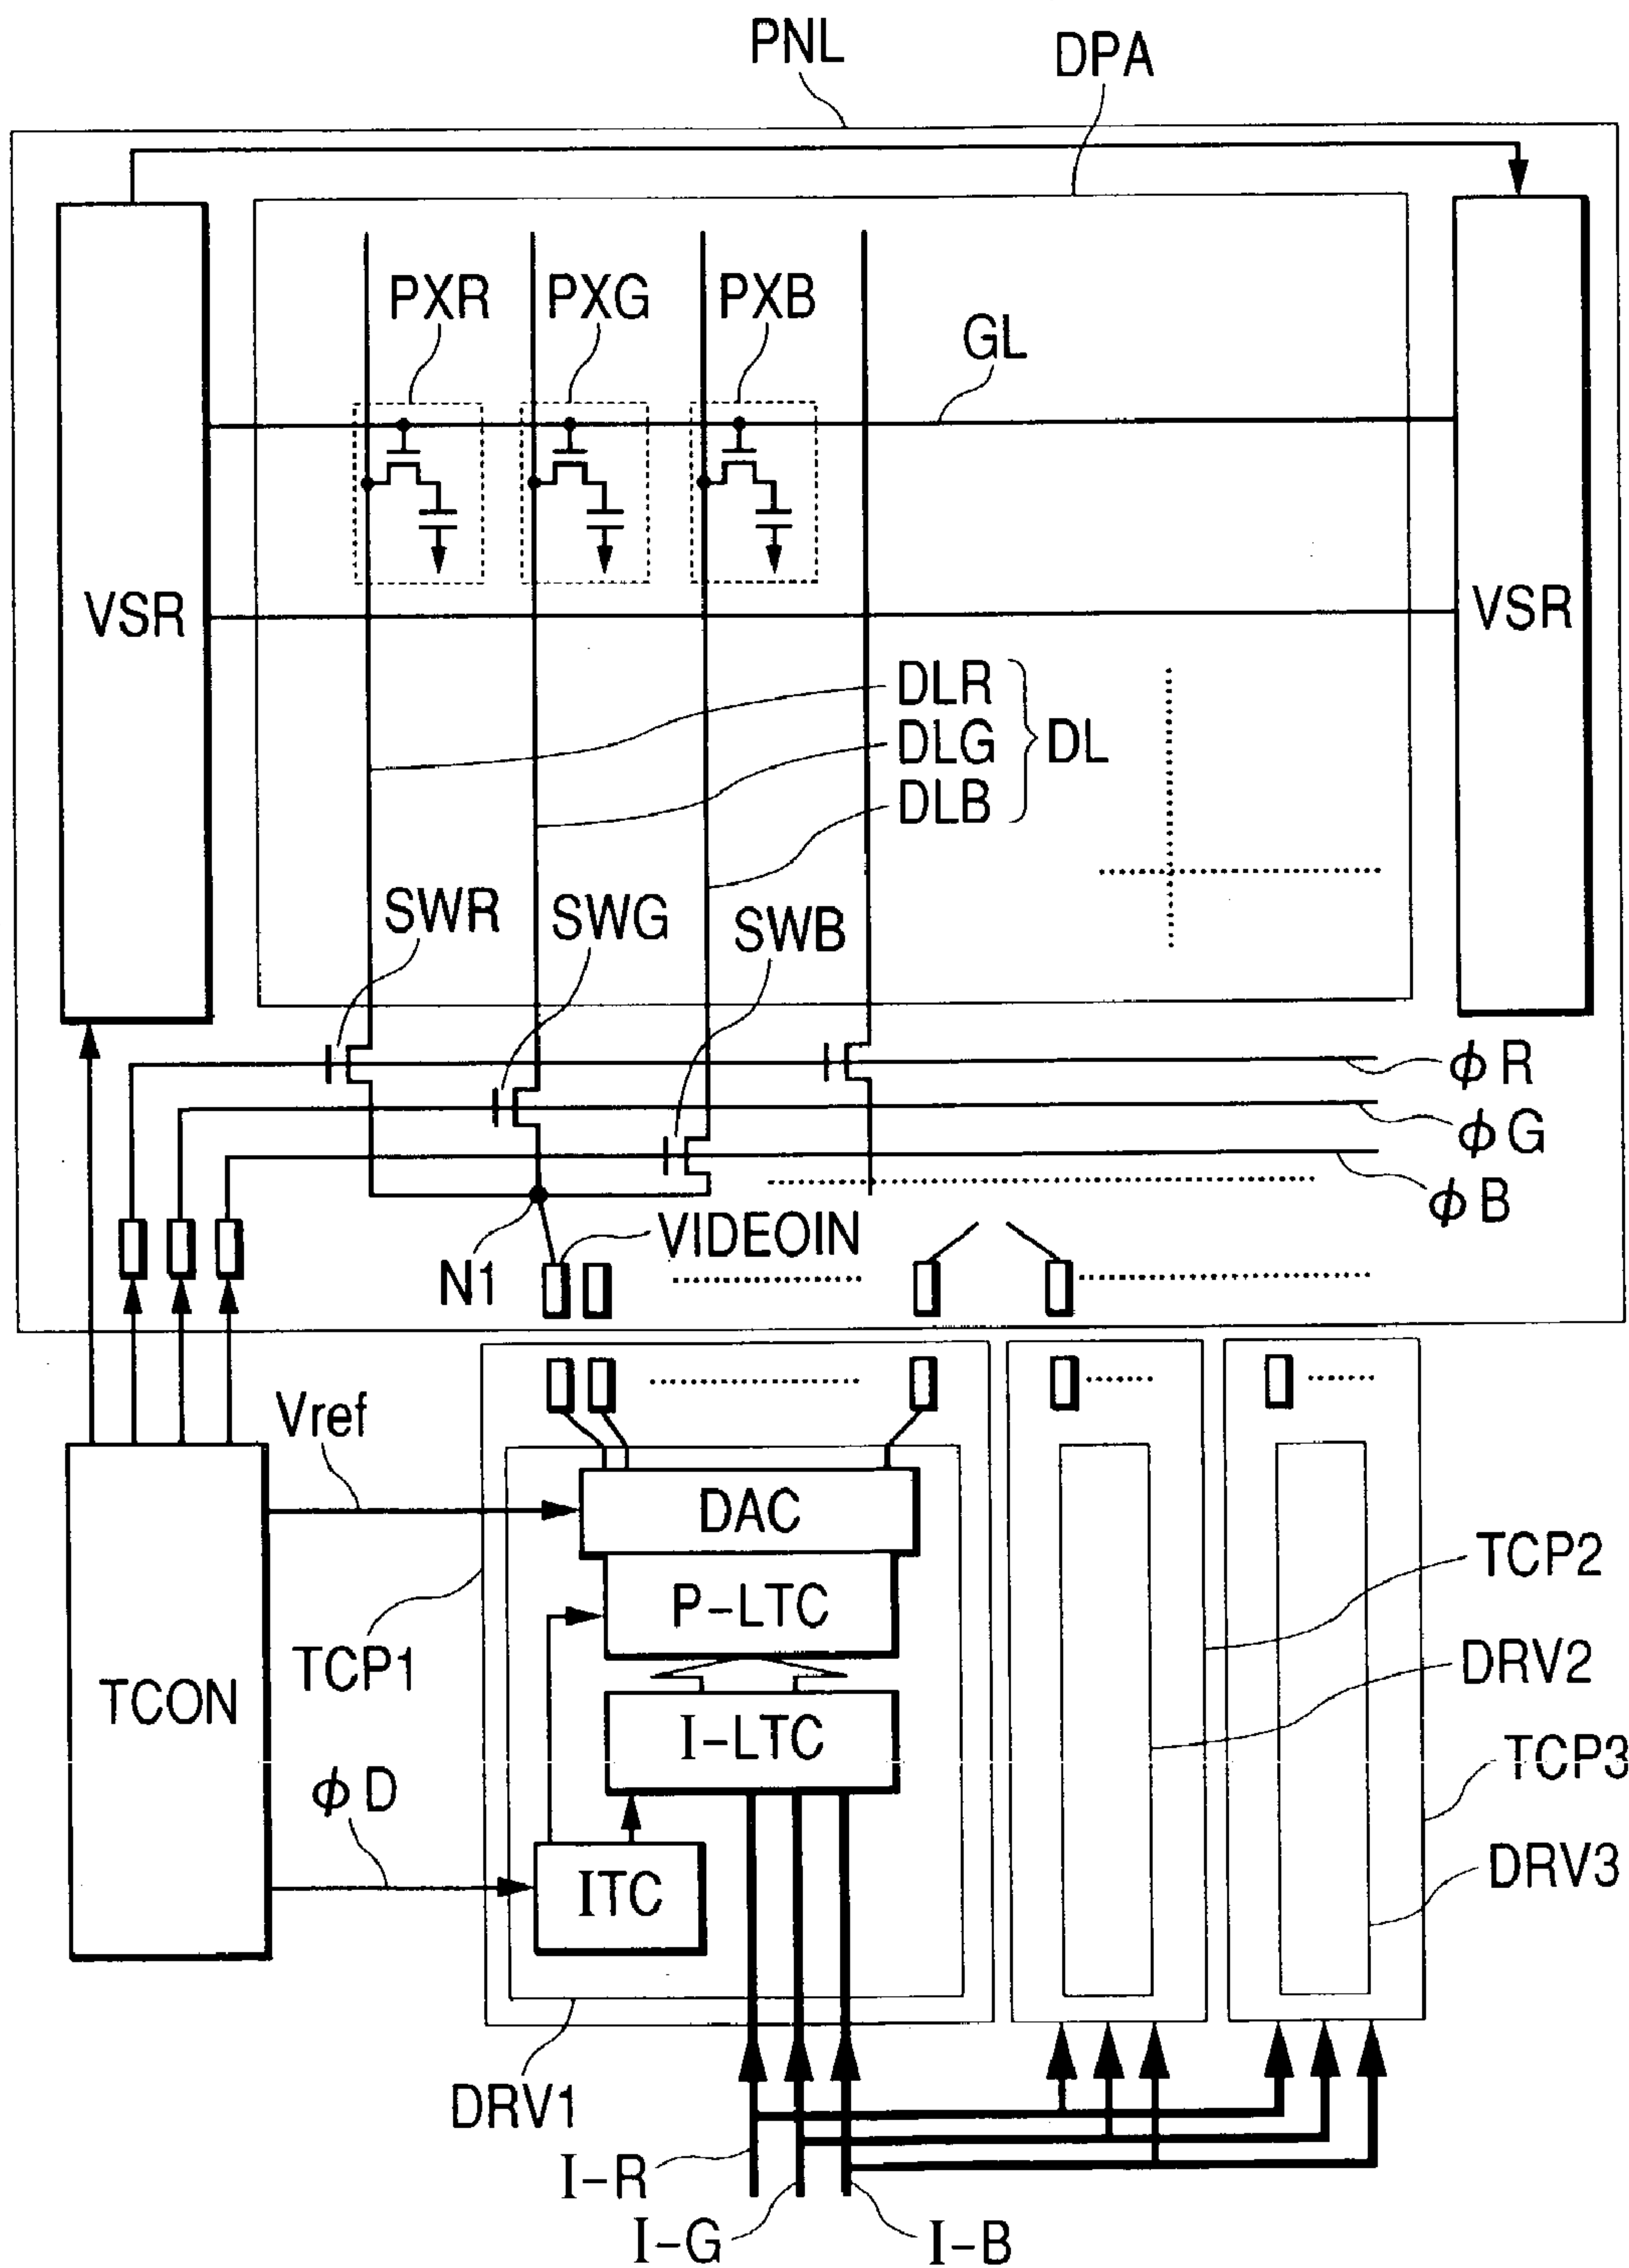 PNL
DPA
PXR
PXG
PXB
GL
VSR
VSR
DLR
DLG
DLB
DL
SWR
SWG
SWB
φR
φG
φB
N1
VIDEOIN
Vref
DAC
P-LTC
TCP1
TCP2
TCON
I-LTC
DRV2
TCP3
φD
ITC
DRV3
DRV1
I-R
I-G
I-B